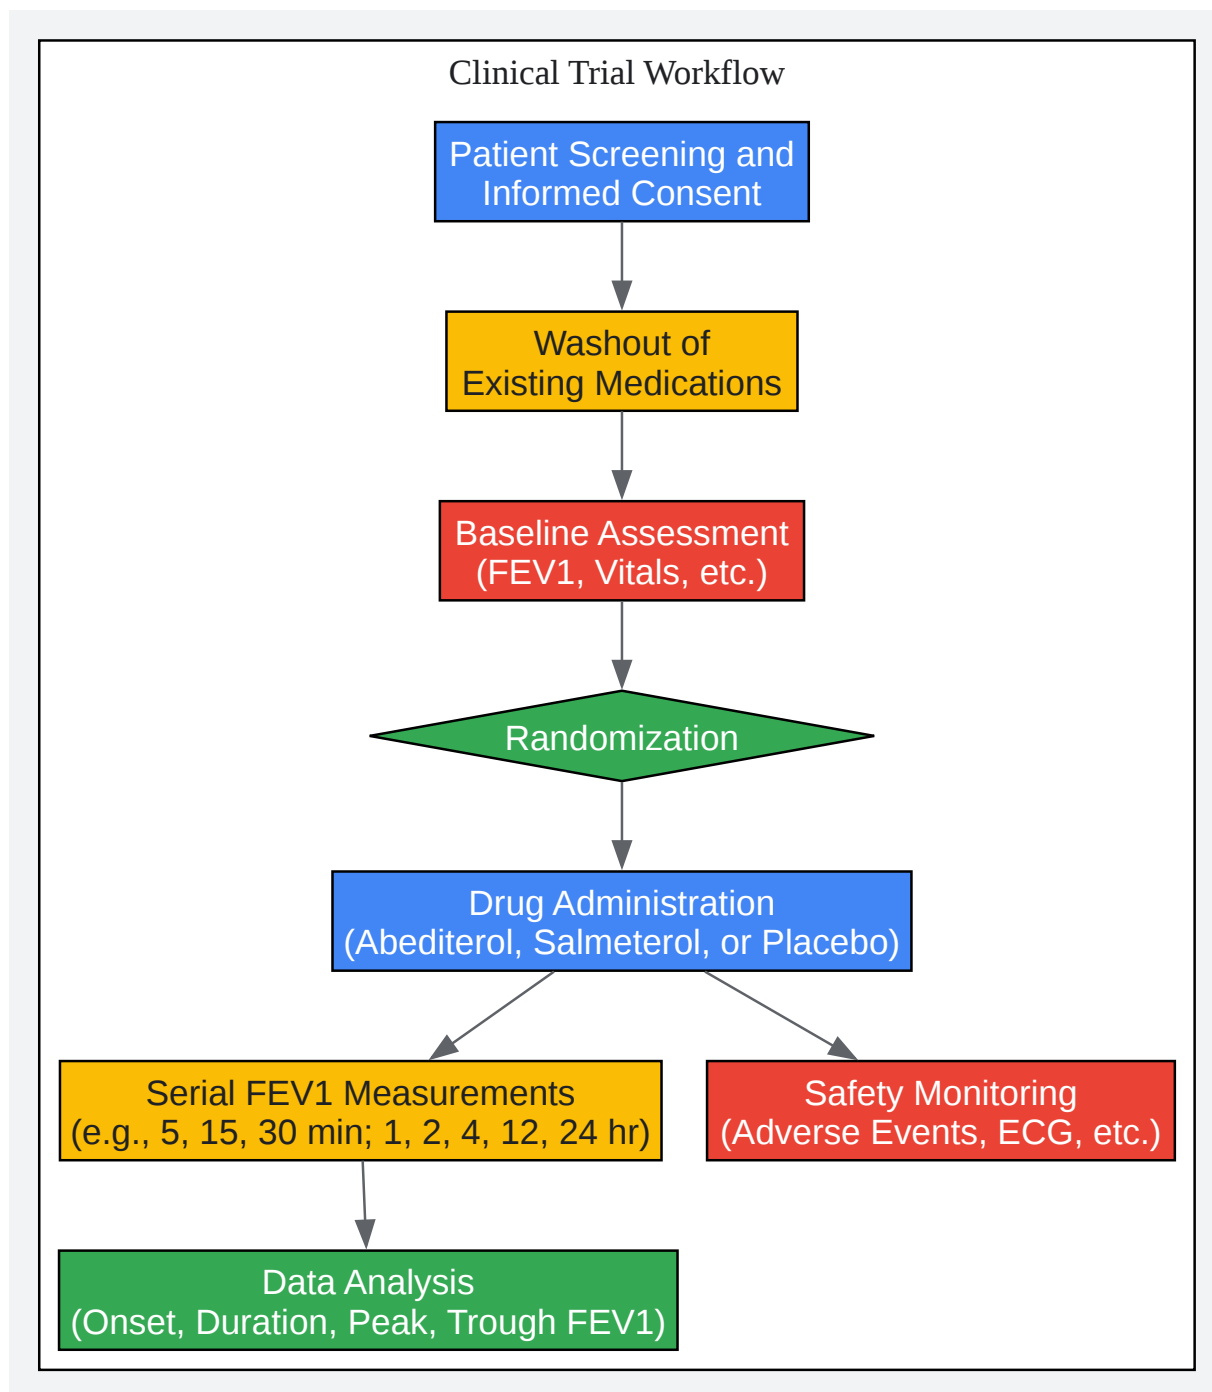 Clinical Trial Workflow
Patient Screening and
Informed Consent
Washout of
Existing Medications
Baseline Assessment
(FEV1, Vitals, etc.)
Randomization
Drug Administration
(Abediterol, Salmeterol, or Placebo)
Serial FEV1 Measurements
(e.g., 5, 15, 30 min; 1, 2, 4, 12, 24 hr)
Safety Monitoring
(Adverse Events, ECG, etc.)
Data Analysis
(Onset, Duration, Peak, Trough FEV1)